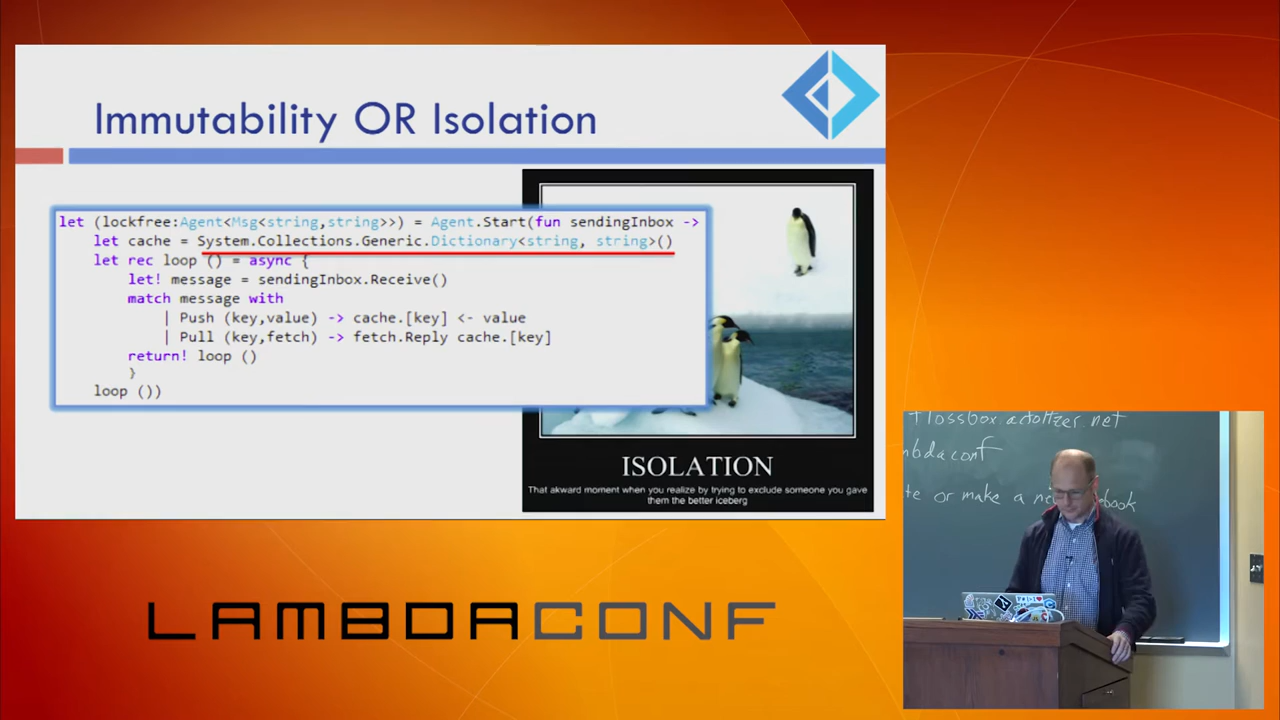 Immutability OR Isolation
let (lockfree:Agent<Msg<string,string>>) = Agent.Start(fun sendingInbox ->
let cache = System.Collections.Generic.Dictionary<string, string>()
let rec loop () = async {
let! message = sendingInbox.Receive()
match message with
| Push (key,value) -> cache.[key] <- value
| Pull (key,fetch) -> fetch.Reply cache.[key]
return! loop ()
}
loop ())
ISOLATION
That akward moment when you realize by trying to exclude someone you gave
them the better iceberg
LAMBDACONF
net
or make a